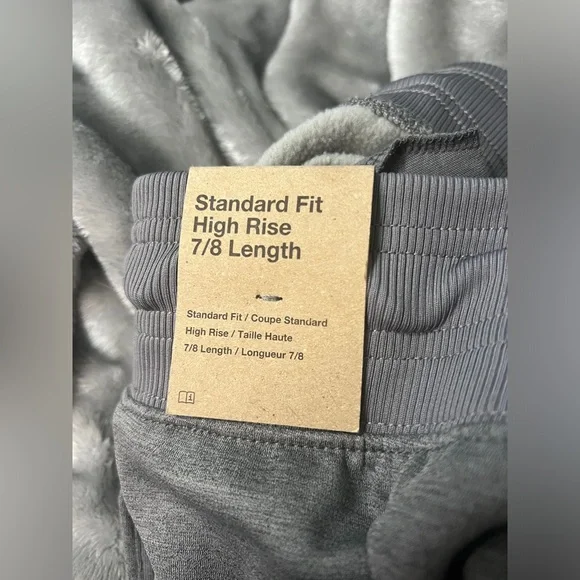 Standard Fit
High Rise
7/8 Length
Standard Fit / Coupe Standard
High Rise / Taille Haute
7/8 Length / Longueur 7/8